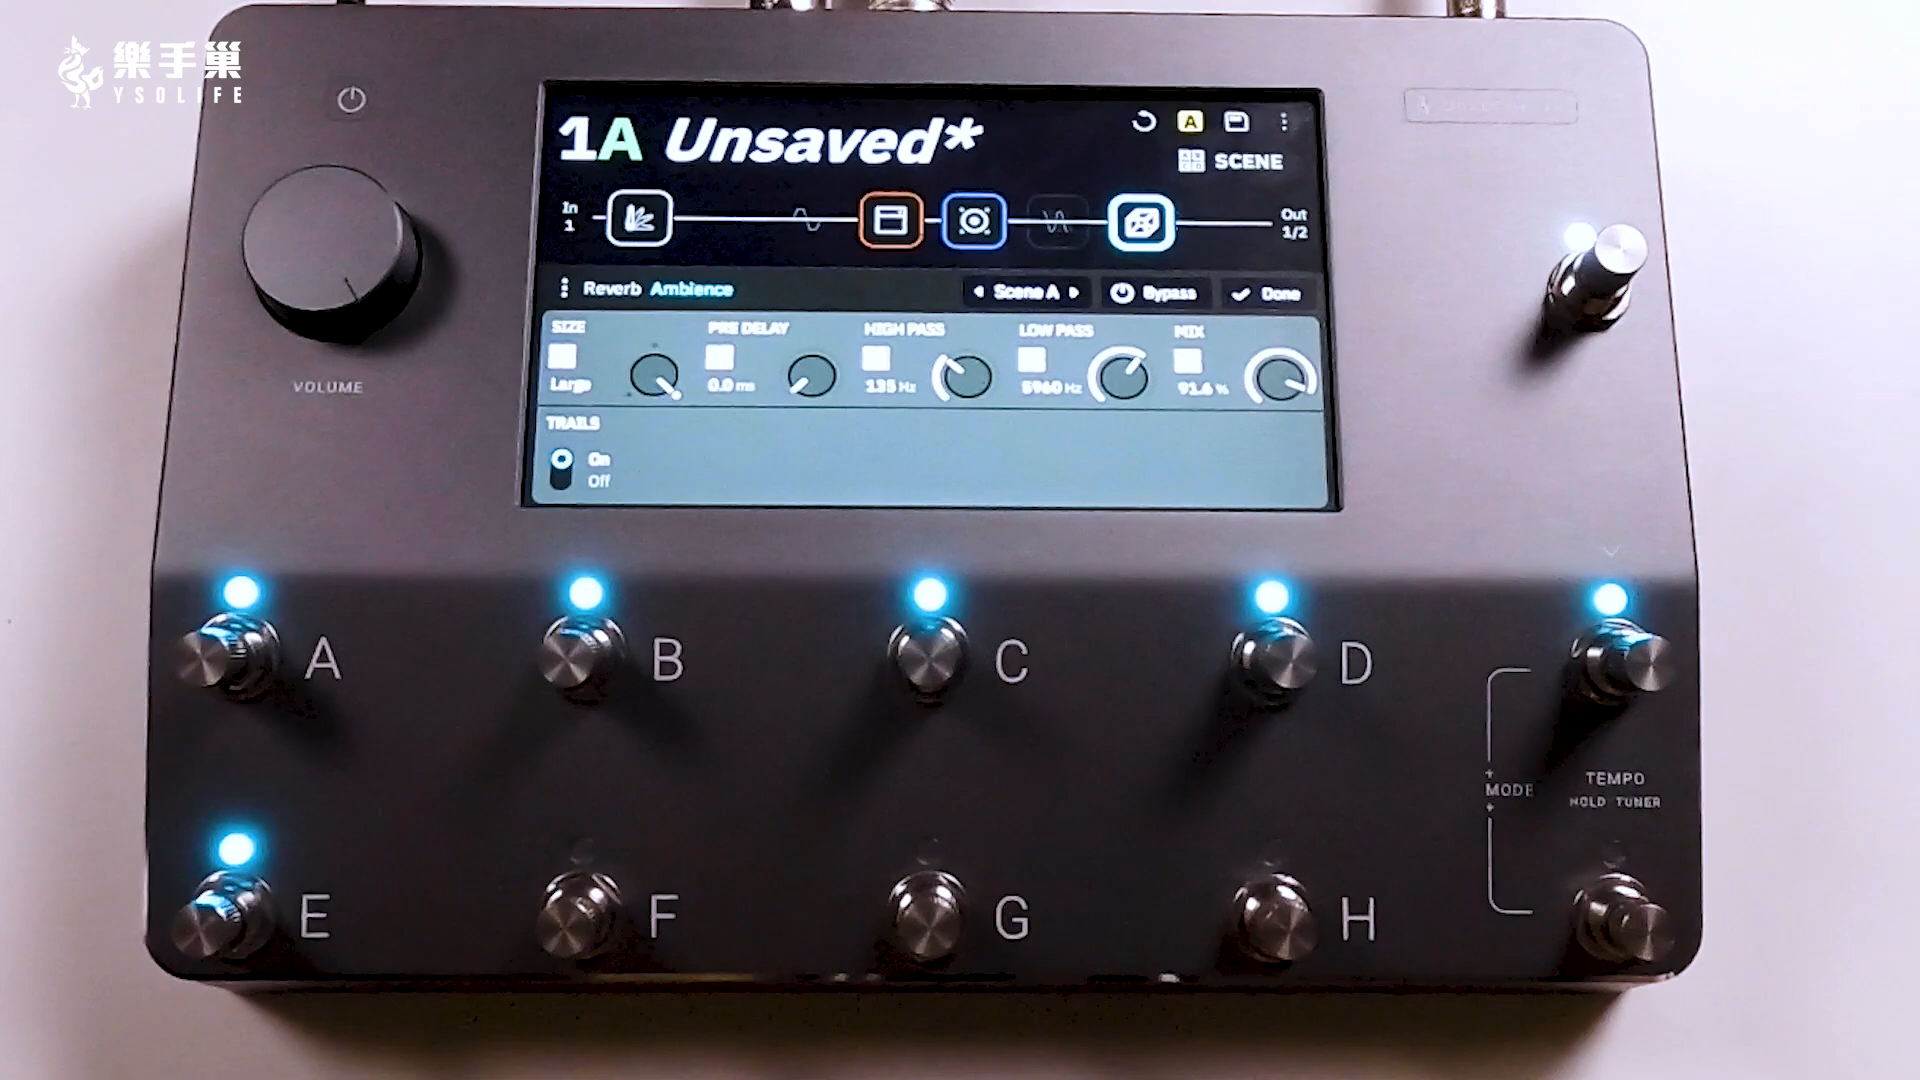 樂手巢
YSOLIFE
1A Unsaved*
A
SCENE
In
1
Out
1/2
Reverb Ambience
Scene A
Bypass
Done
SIZE
Large
PRE DELAY
0.0 ms
HIGH PASS
135 Hz
LOW PASS
5960 Hz
MIX
91.6 %
TRAILS
On
Off
VOLUME
A
B
C
D
MODE
TEMPO
HOLD TUNER
E
F
G
H